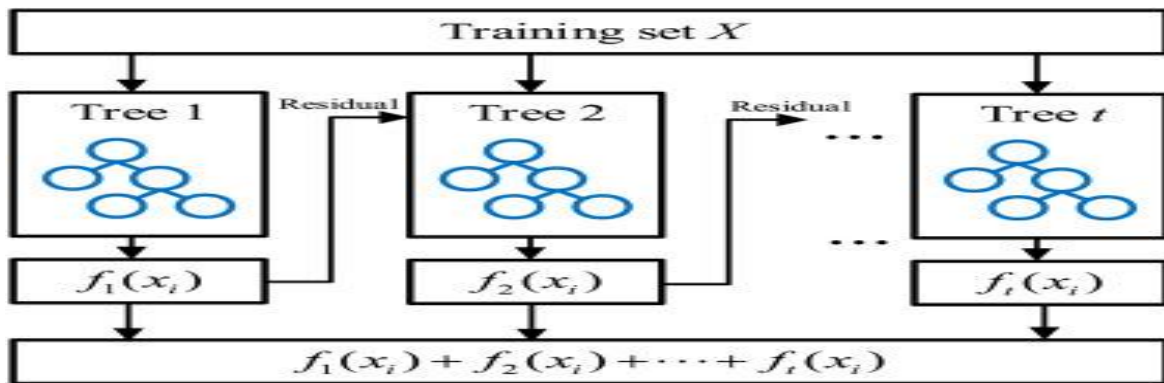 Training set X
Tree 1
Residual
Tree 2
Residual
...
Tree t
...
f₁(xᵢ)
f₂(xᵢ)
fₜ(xᵢ)
f₁(xᵢ) + f₂(xᵢ) + ··· + fₜ(xᵢ)